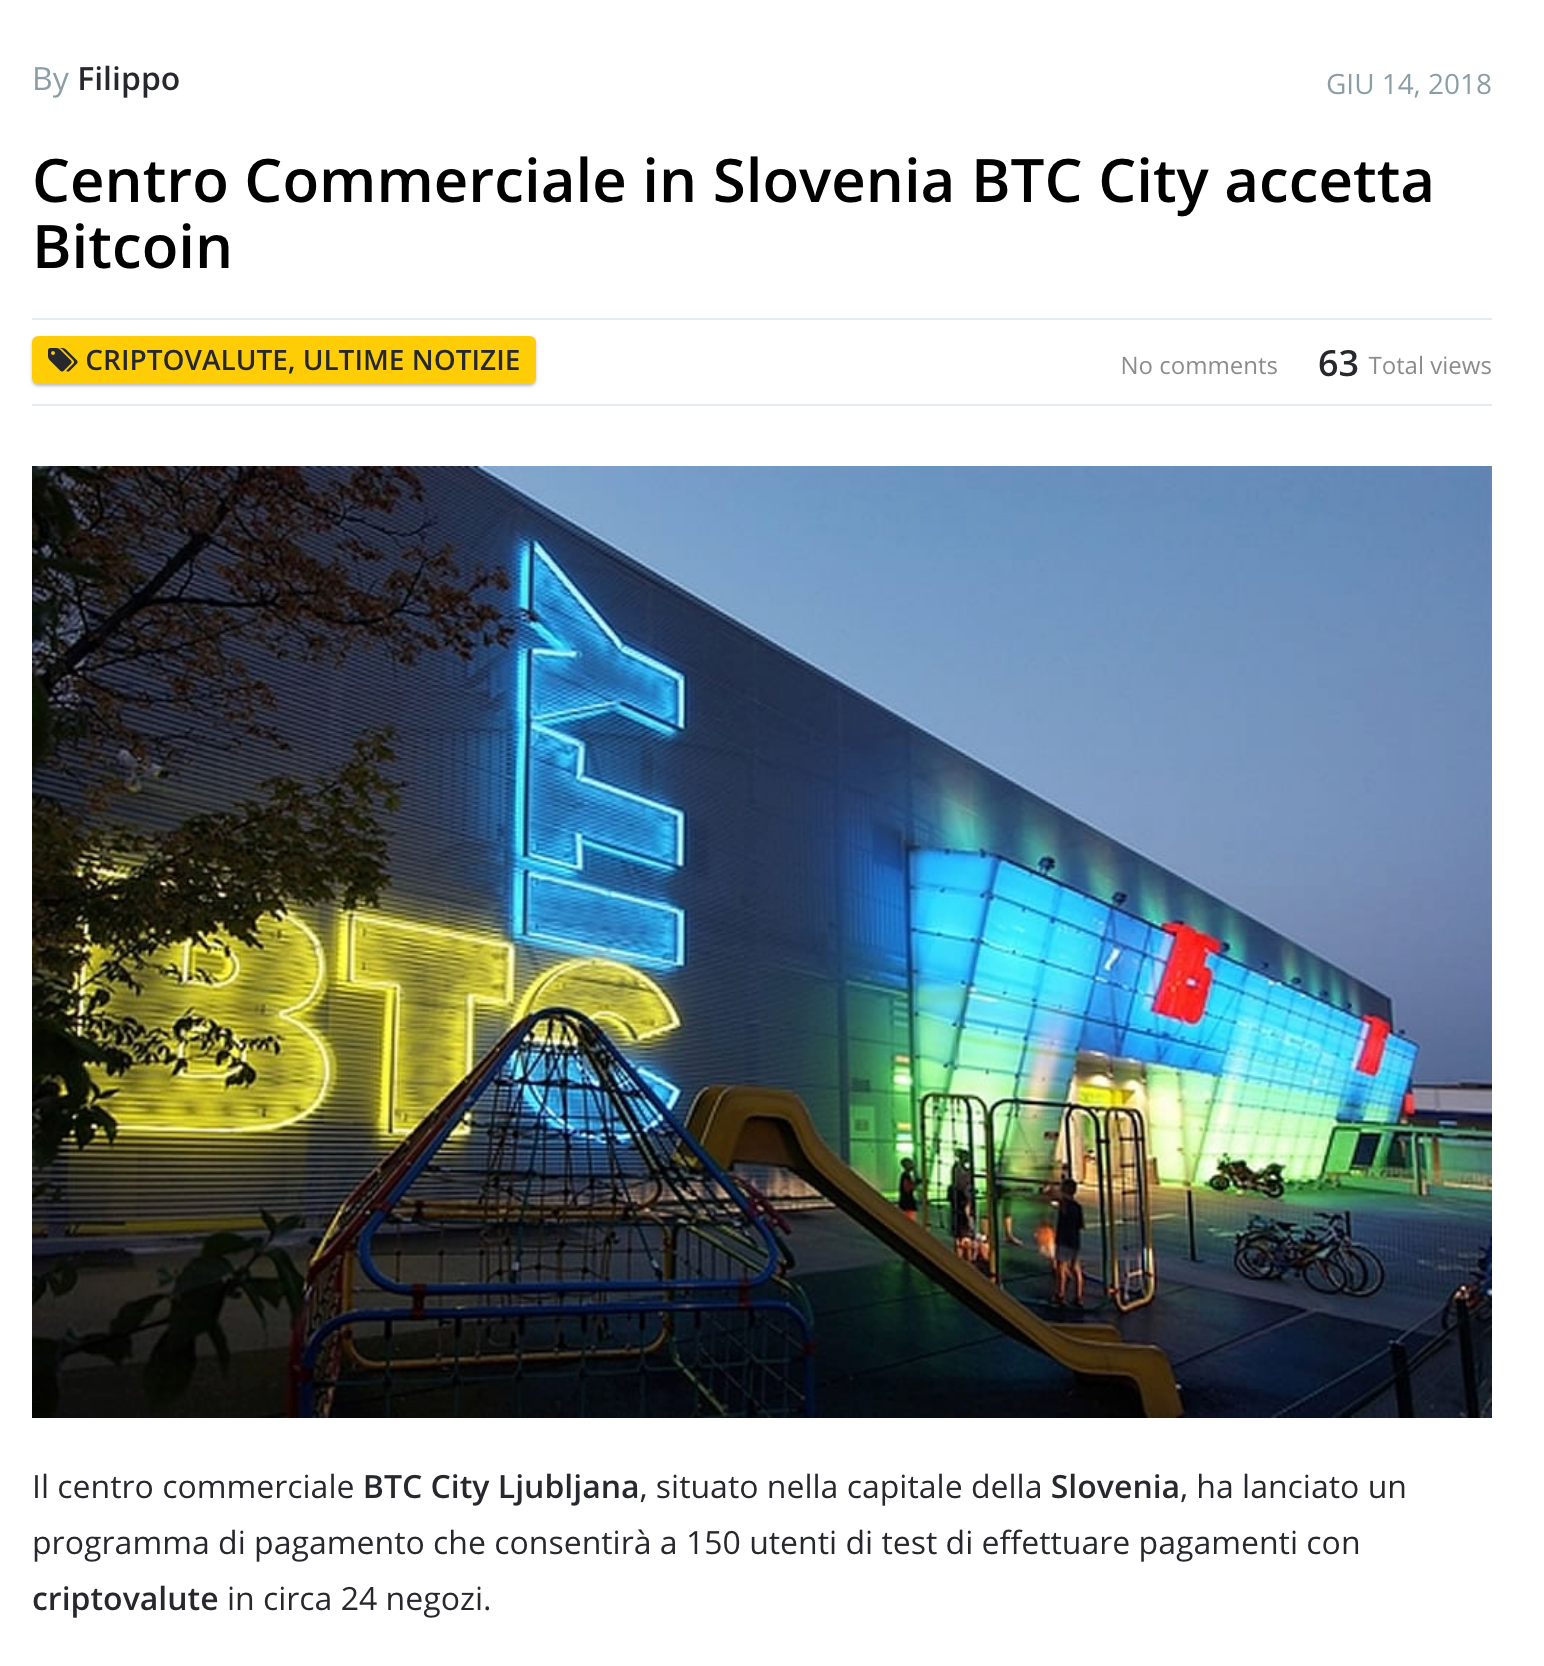 By Filippo
GIU 14, 2018
Centro Commerciale in Slovenia BTC City accetta
Bitcoin
CRIPTOVALUTE, ULTIME NOTIZIE
No comments 63 Total views
BTC
CITY
Il centro commerciale BTC City Ljubljana, situato nella capitale della Slovenia, ha lanciato un
programma di pagamento che consentirà a 150 utenti di test di effettuare pagamenti con
criptovalute in circa 24 negozi.